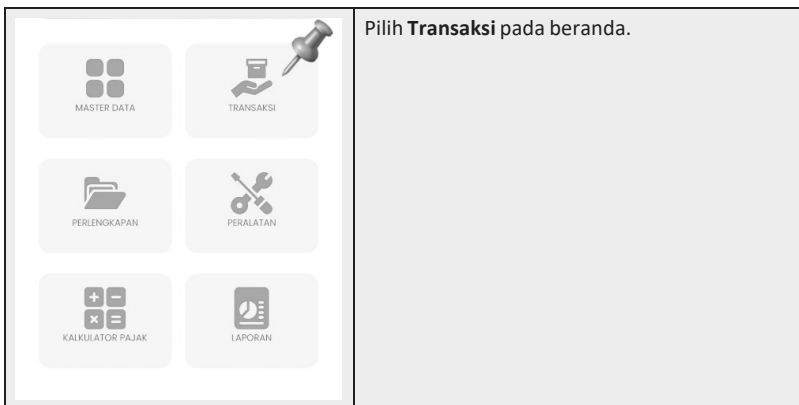 MASTER DATA
TRANSAKSI
PERLENGKAPAN
PERALATAN
KALKULATOR PAJAK
LAPORAN
Pilih Transaksi pada beranda.